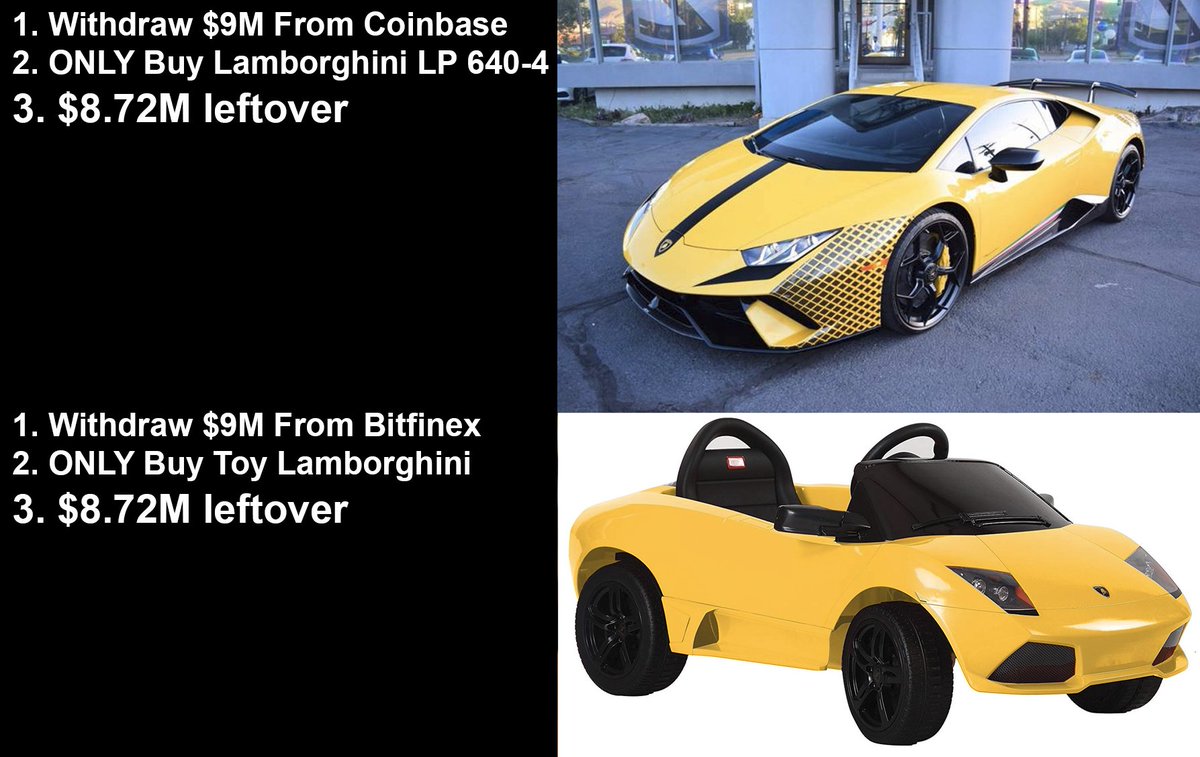 1. Withdraw $9M From Coinbase
2. ONLY Buy Lamborghini LP 640-4
3. $8.72M leftover
1. Withdraw $9M From Bitfinex
2. ONLY Buy Toy Lamborghini
3. $8.72M leftover